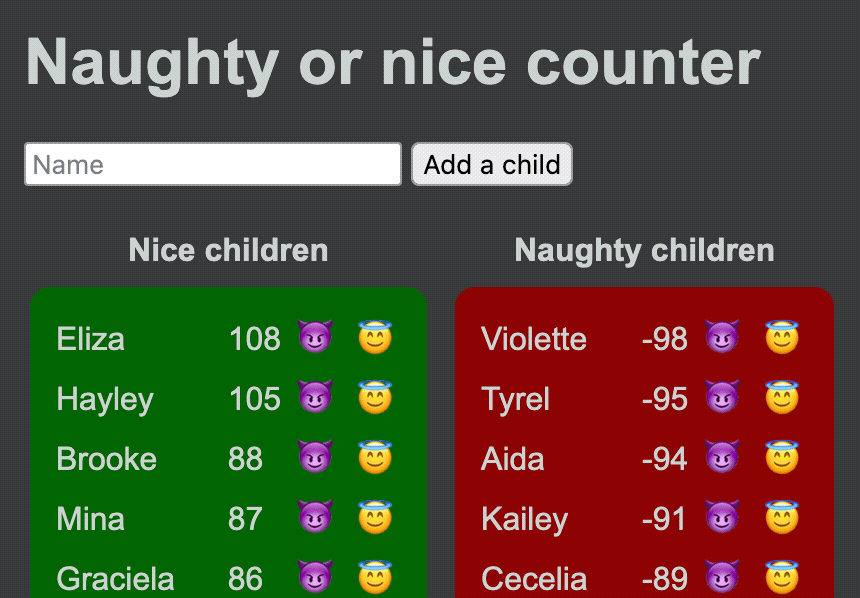 Naughty or nice counter
Name Add a child
Nice children Naughty children
Eliza 108 😈 😇 Violette -98 😈 😇
Hayley 105 😈 😇 Tyrel -95 😈 😇
Brooke 88 😈 😇 Aida -94 😈 😇
Mina 87 😈 😇 Kailey -91 😈 😇
Graciela 86 😈 😇 Cecelia -89 😈 😇